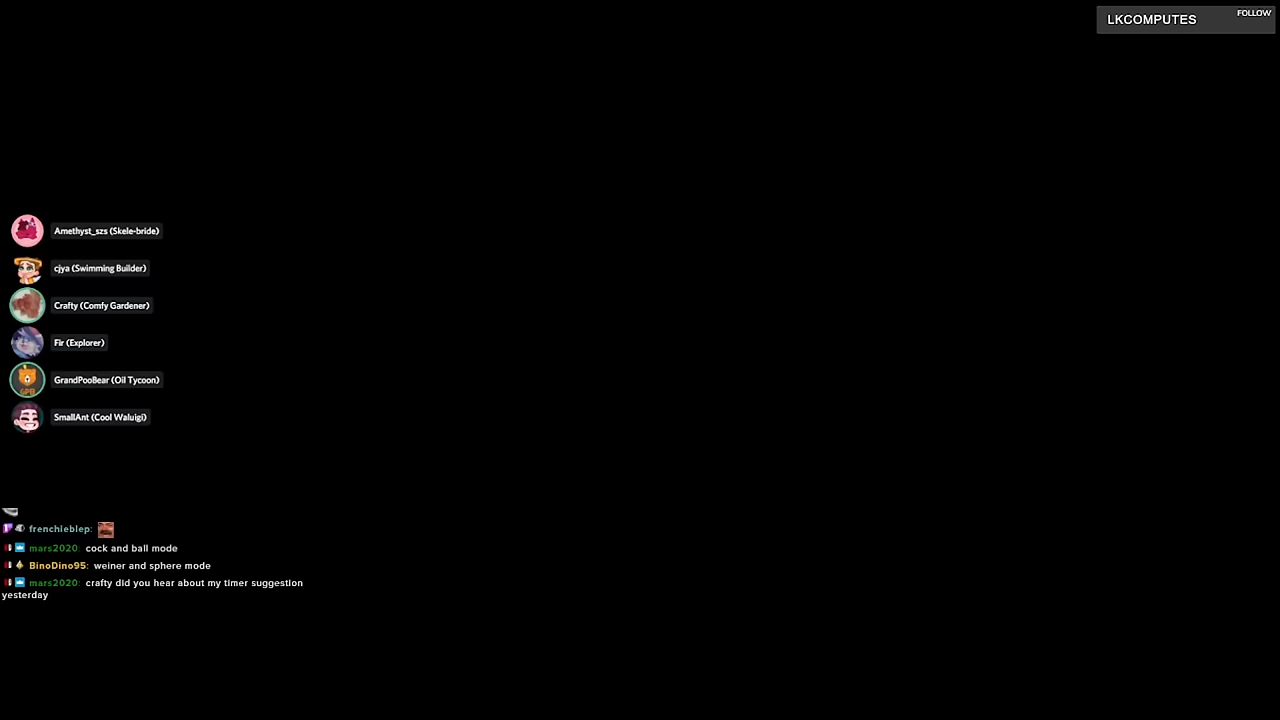 LKCOMPUTES
FOLLOW
Amethyst_szs (Skele-bride)
cjya (Swimming Builder)
Crafty (Comfy Gardener)
Fir (Explorer)
GrandPooBear (Oil Tycoon)
GPB
SmallAnt (Cool Waluigi)
frenchieblep:
mars2020: cock and ball mode
BinoDino95: weiner and sphere mode
mars2020: crafty did you hear about my timer suggestion
yesterday